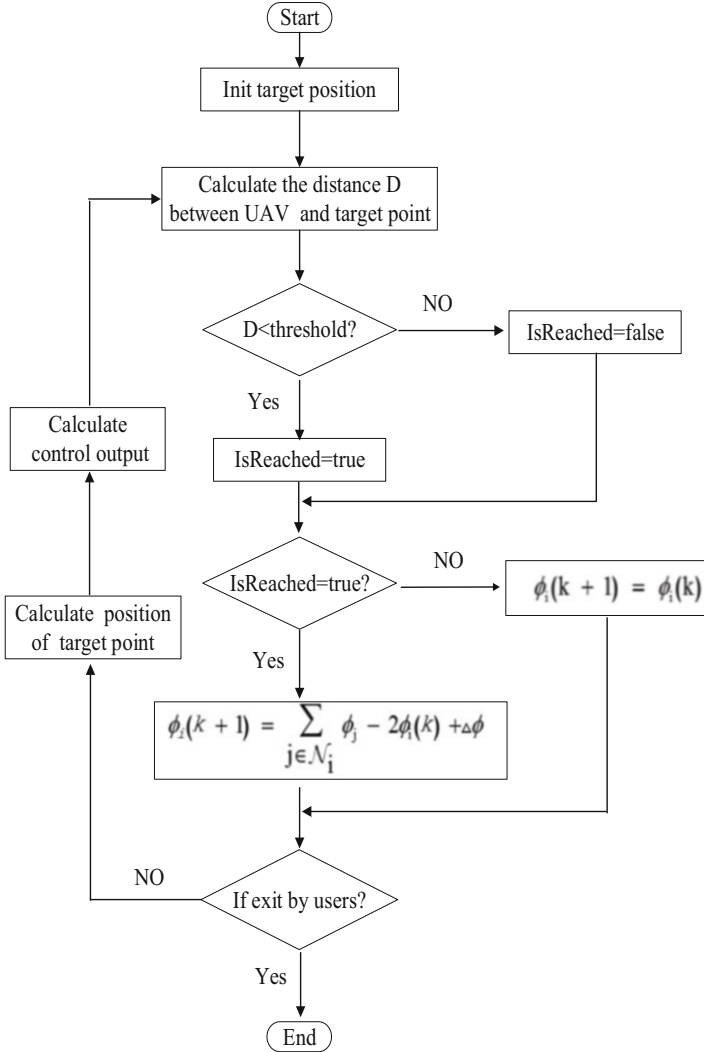 Start
Init target position
Calculate the distance D
between UAV and target point
D<threshold?
NO
IsReached=false
Yes
IsReached=true
Calculate
control output
IsReached=true?
NO
ϕᵢ(k + 1) = ϕᵢ(k)
Calculate position
of target point
Yes
ϕᵢ(k + 1) = ∑ ϕⱼ − 2ϕᵢ(k) +△ϕ
j∈𝒩ᵢ
NO
If exit by users?
Yes
End